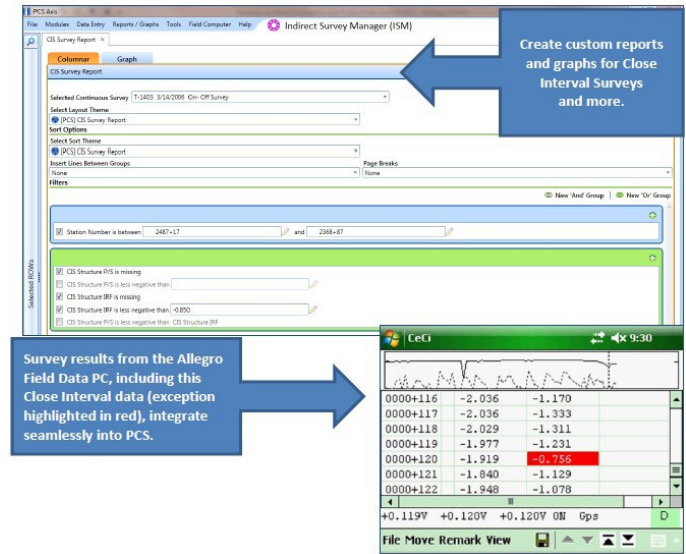 PCS Axis
File Modules Data Entry Reports / Graphs Tools Field Computer Help Indirect Survey Manager (ISM)
CIS Survey Report ×
Columnar Graph
CIS Survey Report
Create custom reports
and graphs for Close
Interval Surveys
and more.
Selected Continuous Survey T-1403 3/14/2006 On- Off Survey
Select Layout Theme
[PCS] CIS Survey Report
Sort Options
Select Sort Theme
[PCS] CIS Survey Report
Insert Lines Between Groups Page Breaks
None None
Filters
New 'And' Group | New 'Or' Group
Station Number is between 2487+17 and 2368+87
Selected ROWs
CIS Structure P/S is missing
CIS Structure P/S is less negative than
CIS Structure IRF is missing
CIS Structure IRF is less negative than -0.850
CIS Structure P/S is less negative than CIS Structure IRF
Survey results from the Allegro
Field Data PC, including this
Close Interval data (exception
highlighted in red), integrate
seamlessly into PCS.
CeCi 9:30
0000+116 -2.036 -1.170
0000+117 -2.036 -1.333
0000+118 -2.029 -1.311
0000+119 -1.977 -1.231
0000+120 -1.919 -0.756
0000+121 -1.840 -1.129
0000+122 -1.948 -1.078
+0.119V +0.120V +0.120V ON Gps D
File Move Remark View